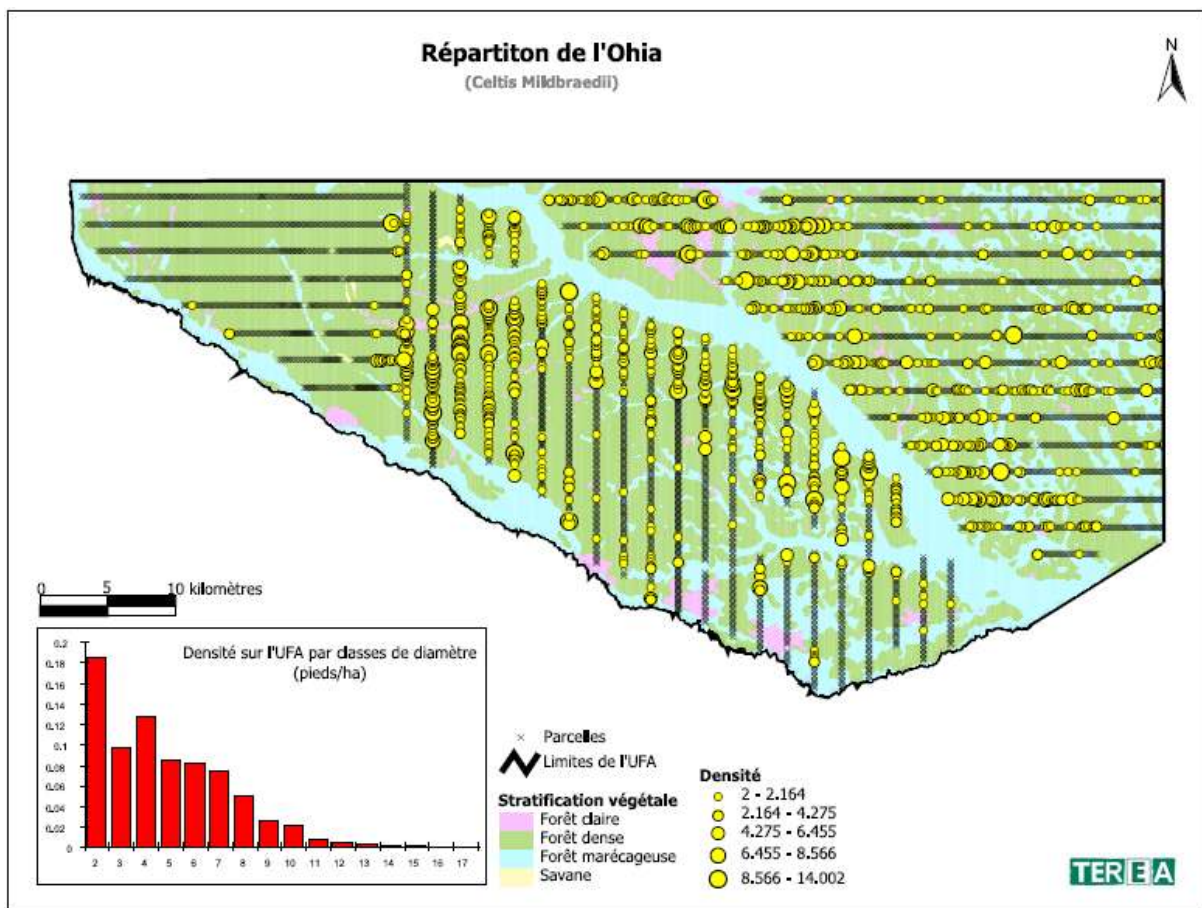 Répartiton de l'Ohia
(Celtis Mildbraedii)
N
0 5 10 kilomètres
Densité sur l'UFA par classes de diamètre
(pieds/ha)
0.2
0.18
0.16
0.14
0.12
0.1
0.08
0.06
0.04
0.02
0
2 3 4 5 6 7 8 9 10 11 12 13 14 15 16 17
Parcelles
Limites de l'UFA
Stratification végétale
Forêt claire
Forêt dense
Forêt marécageuse
Savane
Densité
2 - 2.164
2.164 - 4.275
4.275 - 6.455
6.455 - 8.566
8.566 - 14.002
TEREA